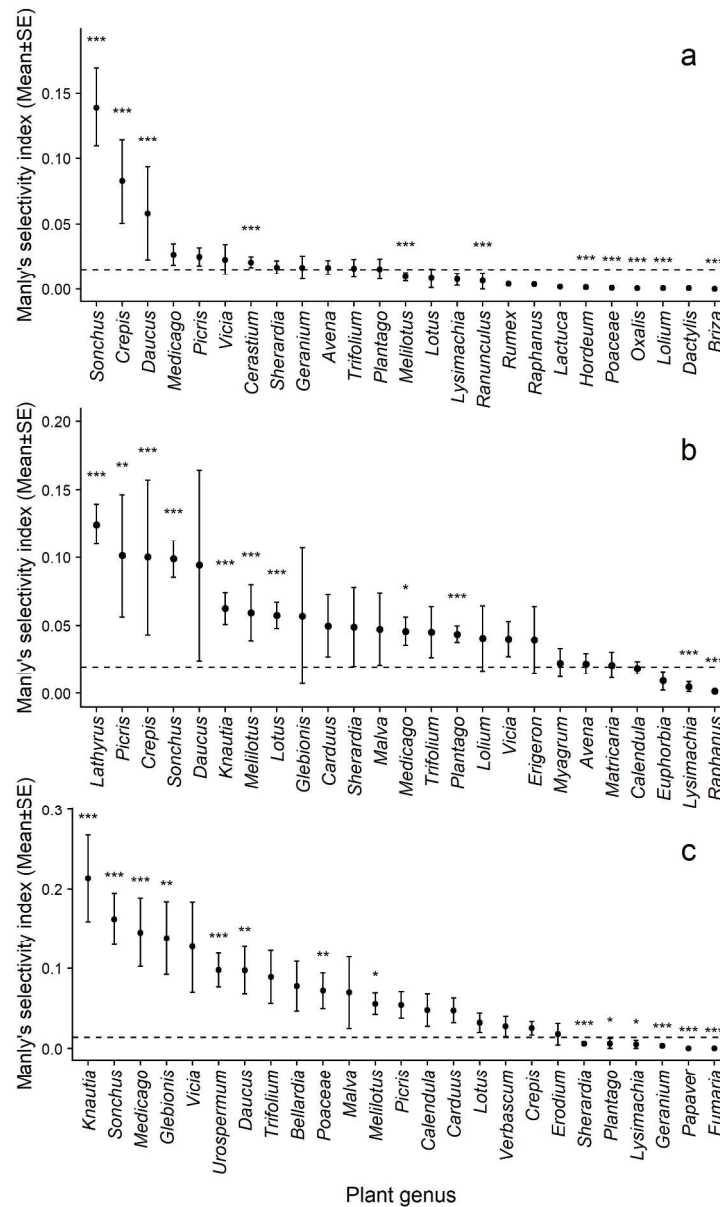 a
Manly's selectivity index (Mean±SE)
0.15
0.10
0.05
0.00
*** *** *** *** *** *** *** *** *** *** ***
Sonchus
Crepis
Daucus
Medicago
Picris
Vicia
Cerastium
Sherardia
Geranium
Avena
Trifolium
Plantago
Melilotus
Lotus
Lysimachia
Ranunculus
Rumex
Raphanus
Lactuca
Hordeum
Poaceae
Oxalis
Lolium
Dactylis
Briza
b
Manly's selectivity index (Mean±SE)
0.20
0.15
0.10
0.05
0.00
*** ** *** *** *** *** *** * *** *** ***
Lathyrus
Picris
Crepis
Sonchus
Daucus
Knautia
Melilotus
Lotus
Glebionis
Carduus
Sherardia
Malva
Medicago
Trifolium
Plantago
Lolium
Vicia
Erigeron
Myagrum
Avena
Matricaria
Calendula
Euphorbia
Lysimachia
Raphanus
c
Manly's selectivity index (Mean±SE)
0.3
0.2
0.1
0.0
*** *** *** ** *** ** ** * *** * * *** *** ***
Knautia
Sonchus
Medicago
Glebionis
Vicia
Urospermum
Daucus
Trifolium
Bellardia
Poaceae
Malva
Melilotus
Picris
Calendula
Carduus
Lotus
Verbascum
Crepis
Erodium
Sherardia
Plantago
Lysimachia
Geranium
Papaver
Fumaria
Plant genus